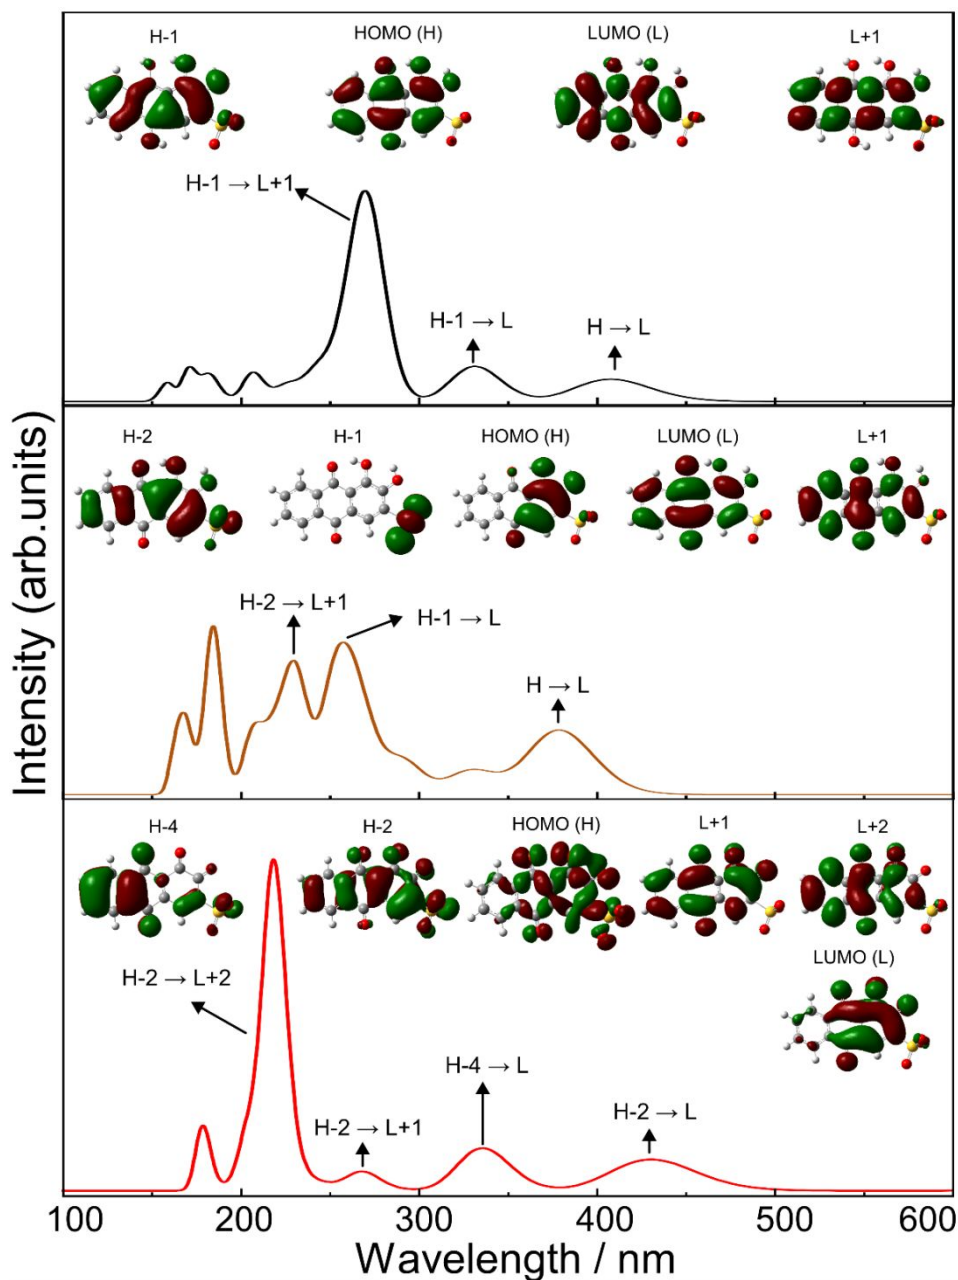 H-1
HOMO (H)
LUMO (L)
L+1
H-1 → L+1
H-1 → L
H → L
H-2
H-1
HOMO (H)
LUMO (L)
L+1
H-2 → L+1
H-1 → L
H → L
H-4
H-2
HOMO (H)
L+1
L+2
LUMO (L)
H-2 → L+2
H-4 → L
H-2 → L+1
H-2 → L
Intensity (arb.units)
100 200 300 400 500 600
Wavelength / nm